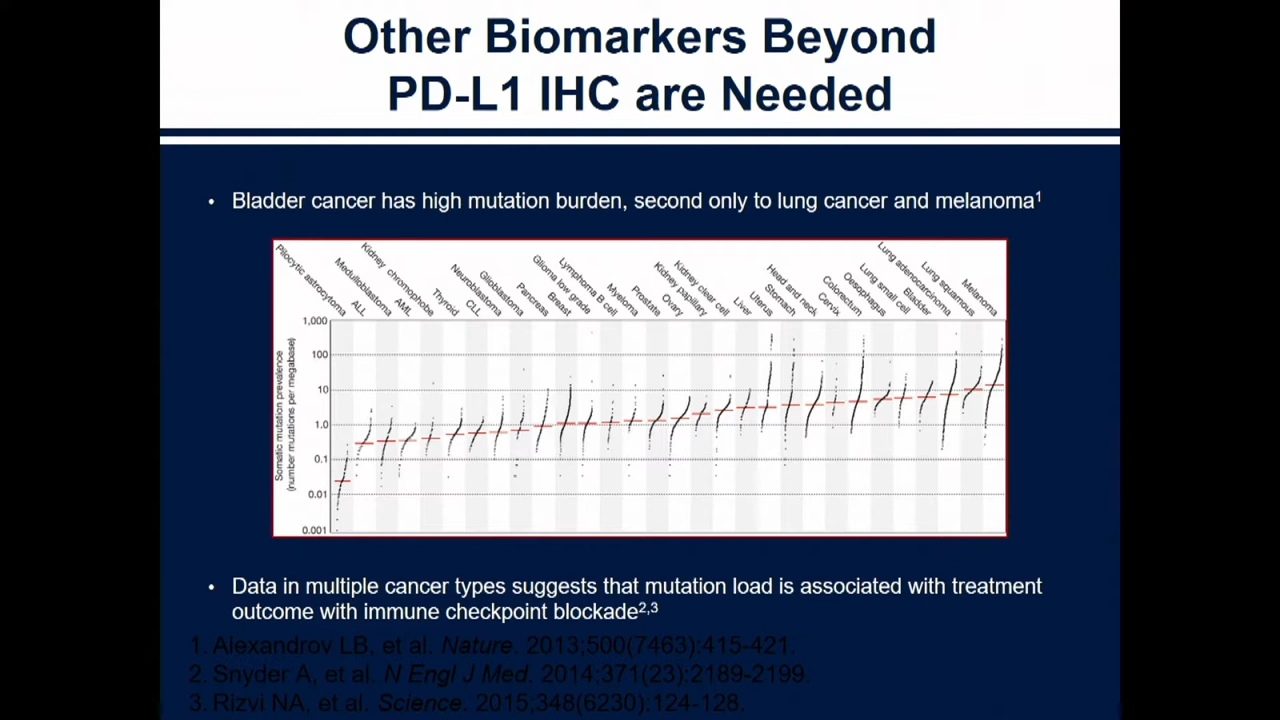 Other Biomarkers Beyond
PD-L1 IHC are Needed
• Bladder cancer has high mutation burden, second only to lung cancer and melanoma¹
Pilocytic astrocytoma
ALL
Medulloblastoma
Kidney chromophobe
AML
Thyroid
CLL
Neuroblastoma
Glioblastoma
Pancreas
Breast
Glioma low grade
Lymphoma B cell
Myeloma
Prostate
Ovary
Kidney papillary
Kidney clear cell
Liver
Uterus
Stomach
Head and neck
Cervix
Colorectum
Oesophagus
Lung small cell
Bladder
Lung adenocarcinoma
Lung squamous
Melanoma
Somatic mutation prevalence
(number mutations per megabase)
1,000
100
10
1.0
0.1
0.01
0.001
• Data in multiple cancer types suggests that mutation load is associated with treatment
outcome with immune checkpoint blockade²,³
1. Alexandrov LB, et al. Nature. 2013;500(7463):415-421.
2. Snyder A, et al. N Engl J Med. 2014;371(23):2189-2199.
3. Rizvi NA, et al. Science. 2015;348(6230):124-128.